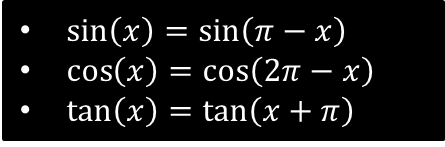 • sin(𝑥) = sin(𝜋 − 𝑥)
• cos(𝑥) = cos(2𝜋 − 𝑥)
• tan(𝑥) = tan(𝑥 + 𝜋)